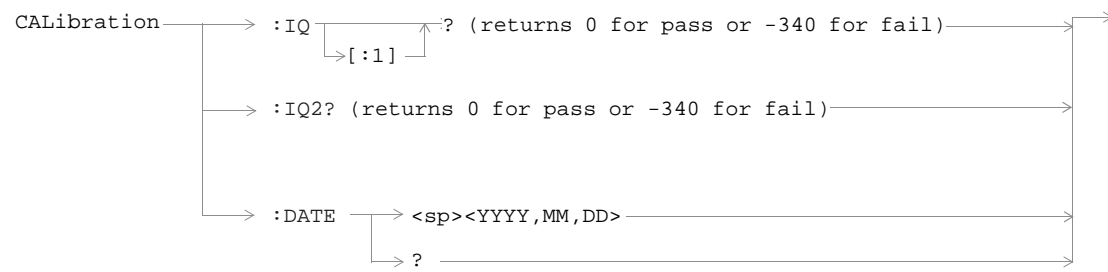 CALibration :IQ ? (returns 0 for pass or -340 for fail)
[:1]
:IQ2? (returns 0 for pass or -340 for fail)
:DATE <sp><YYYY,MM,DD>
?